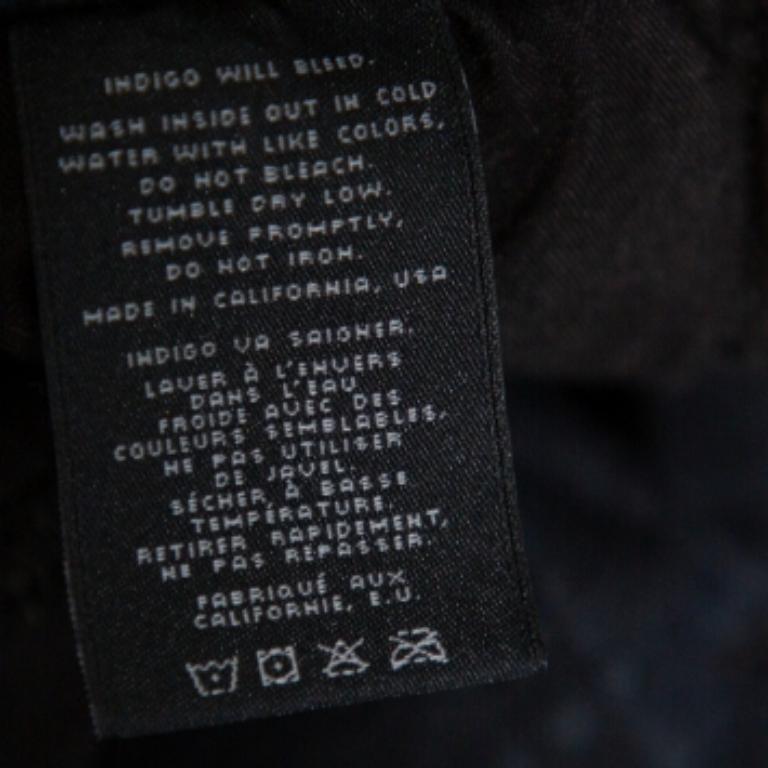 INDIGO WILL BLEED.
WASH INSIDE OUT IN COLD
WATER WITH LIKE COLORS,
DO NOT BLEACH.
TUMBLE DRY LOW.
REMOVE PROMPTLY,
DO NOT IRON.
MADE IN CALIFORNIA, USA
INDIGO VA SAIGNER.
LAVER À L'ENVERS
DANS L'EAU
FROIDE AVEC DES
COULEURS SEMBLABLES,
NE PAS UTILISER
DE JAVEL.
SÉCHER À BASSE
TEMPÉRATURE.
RETIRER RAPIDEMENT,
NE PAS REPASSER.
FABRIQUÉ AUX
CALIFORNIE, E.U.